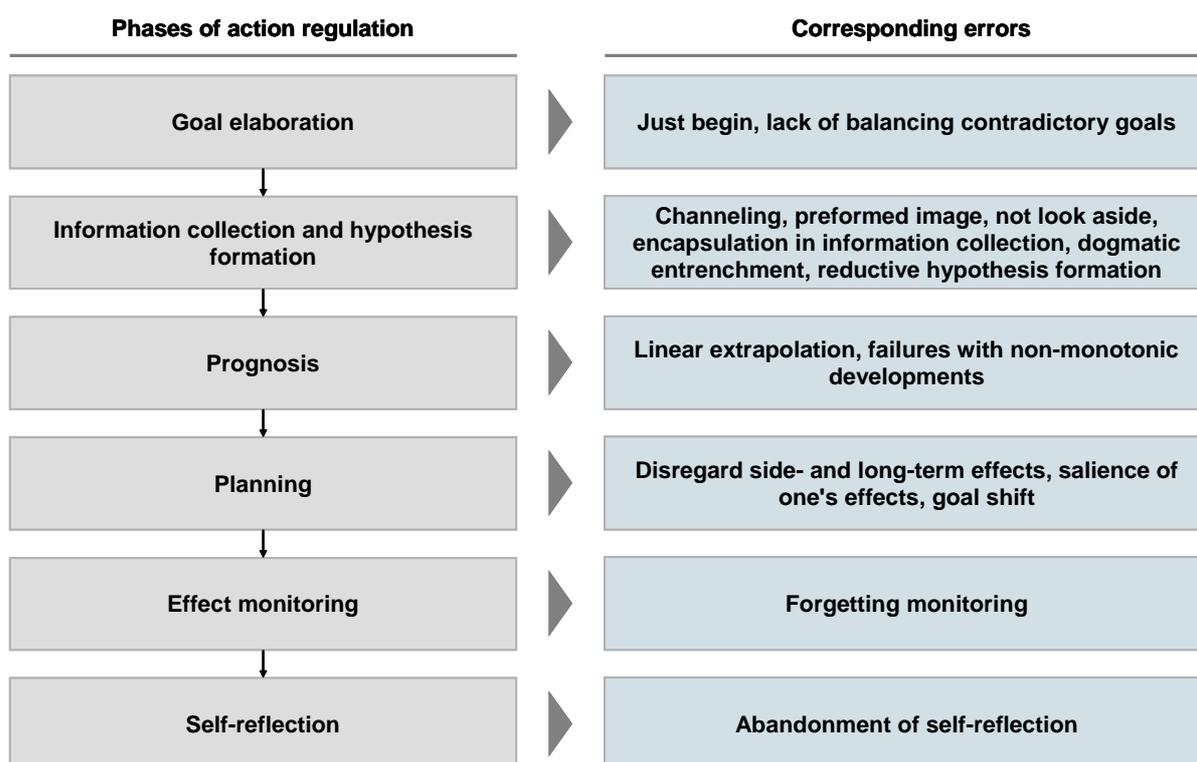 Phases of action regulation
Corresponding errors
Goal elaboration
Just begin, lack of balancing contradictory goals
Information collection and hypothesis
formation
Channeling, preformed image, not look aside,
encapsulation in information collection, dogmatic
entrenchment, reductive hypothesis formation
Prognosis
Linear extrapolation, failures with non-monotonic
developments
Planning
Disregard side- and long-term effects, salience of
one's effects, goal shift
Effect monitoring
Forgetting monitoring
Self-reflection
Abandonment of self-reflection